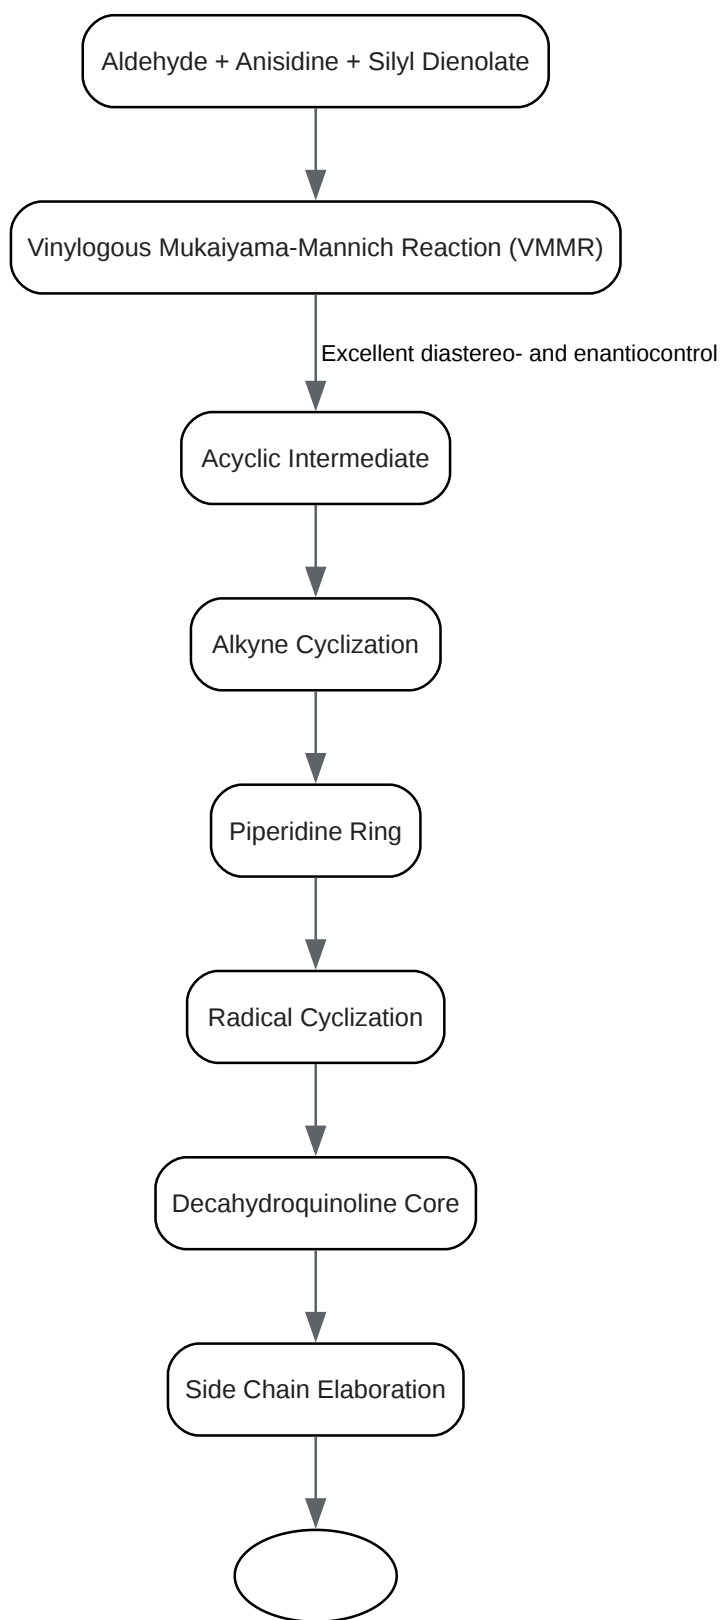 Aldehyde + Anisidine + Silyl Dienolate
Vinylogous Mukaiyama-Mannich Reaction (VMMR)
Excellent diastereo- and enantiocontrol
Acyclic Intermediate
Alkyne Cyclization
Piperidine Ring
Radical Cyclization
Decahydroquinoline Core
Side Chain Elaboration